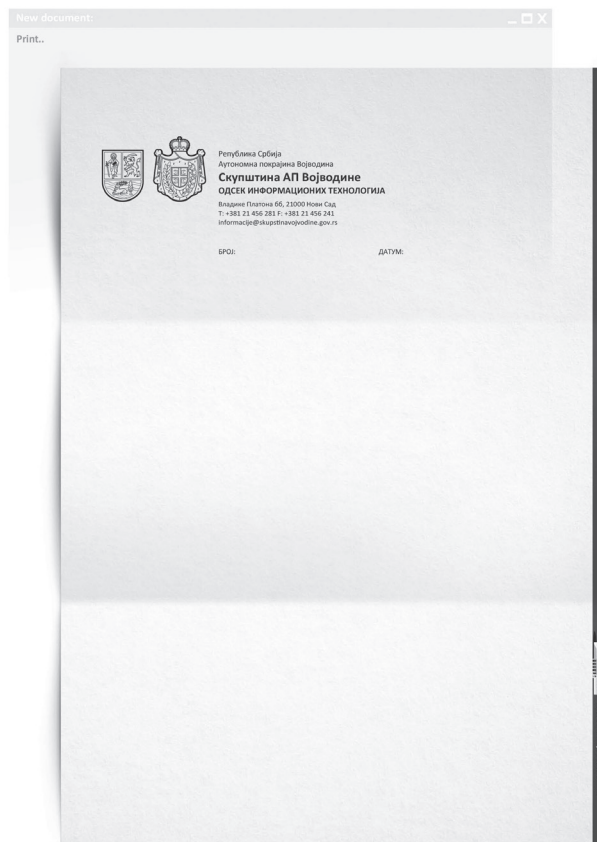 New document:
Print..
Република Србија
Аутономна покрајина Војводина
Скупштина АП Војводине
ОДСЕК ИНФОРМАЦИОНИХ ТЕХНОЛОГИЈА
Владике Платона бб, 21000 Нови Сад
Т: +381 21 456 281 F: +381 21 456 241
informacije@skupstinavojvodine.gov.rs
БРОЈ: ДАТУМ: